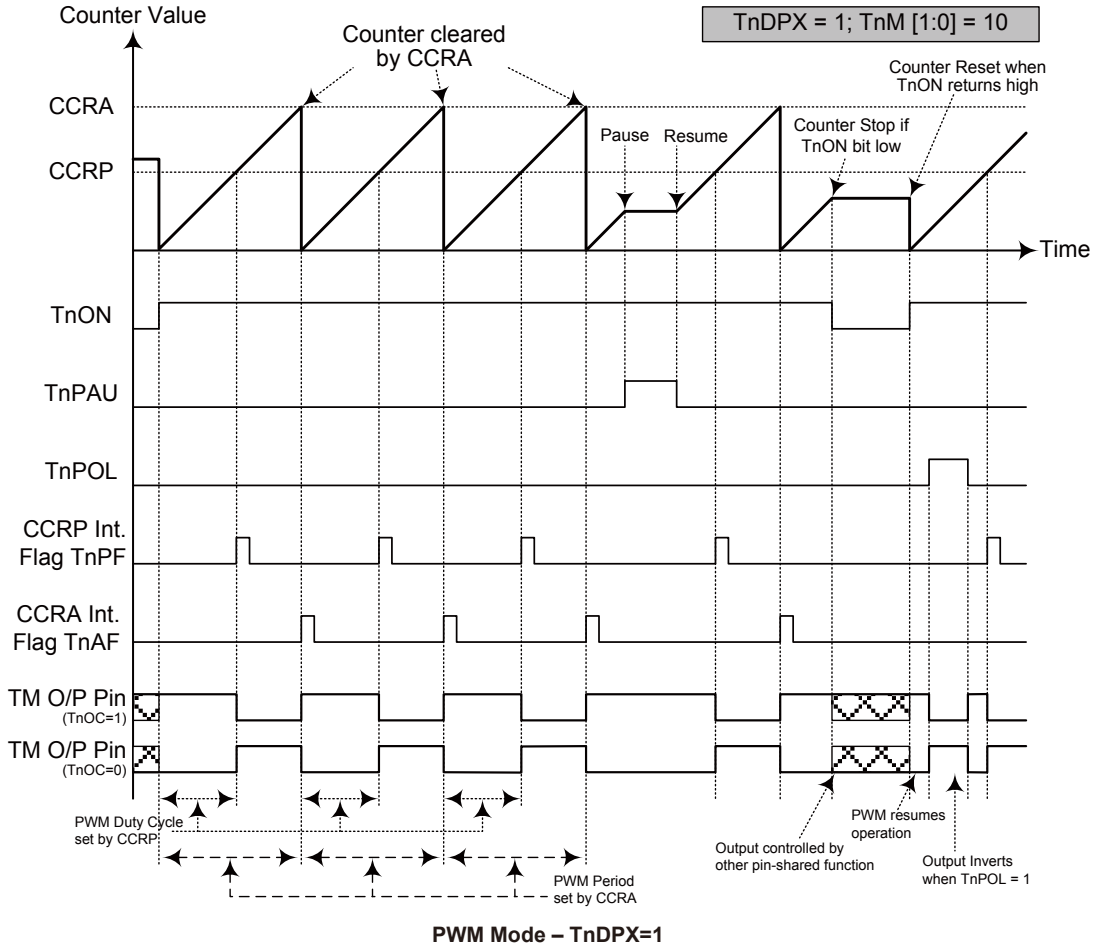 Counter Value
TnDPX = 1; TnM [1:0] = 10
Counter cleared
by CCRA
Counter Reset when
TnON returns high
CCRA
Pause
Resume
Counter Stop if
TnON bit low
CCRP
Time
TnON
TnPAU
TnPOL
CCRP Int.
Flag TnPF
CCRA Int.
Flag TnAF
TM O/P Pin
(TnOC=1)
TM O/P Pin
(TnOC=0)
PWM Duty Cycle
set by CCRP
PWM resumes
operation
Output controlled by
other pin-shared function
Output Inverts
when TnPOL = 1
PWM Period
set by CCRA
PWM Mode – TnDPX=1